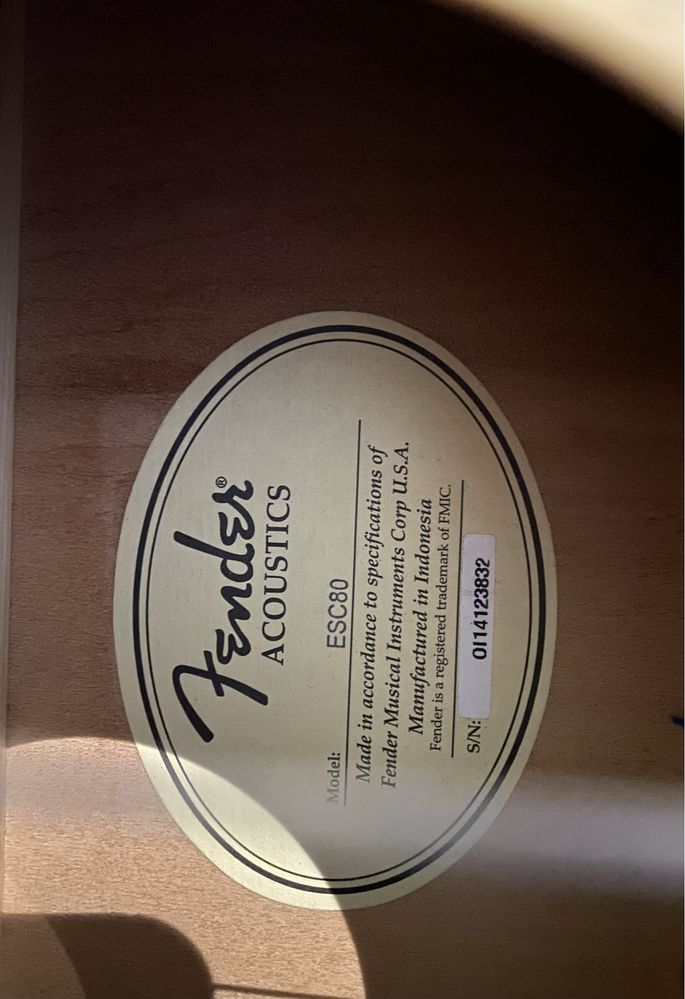 Fender®
ACOUSTICS
Model: ESC80
Made in accordance to specifications of
Fender Musical Instruments Corp U.S.A.
Manufactured in Indonesia
Fender is a registered trademark of FMIC.
S/N: OI14123832